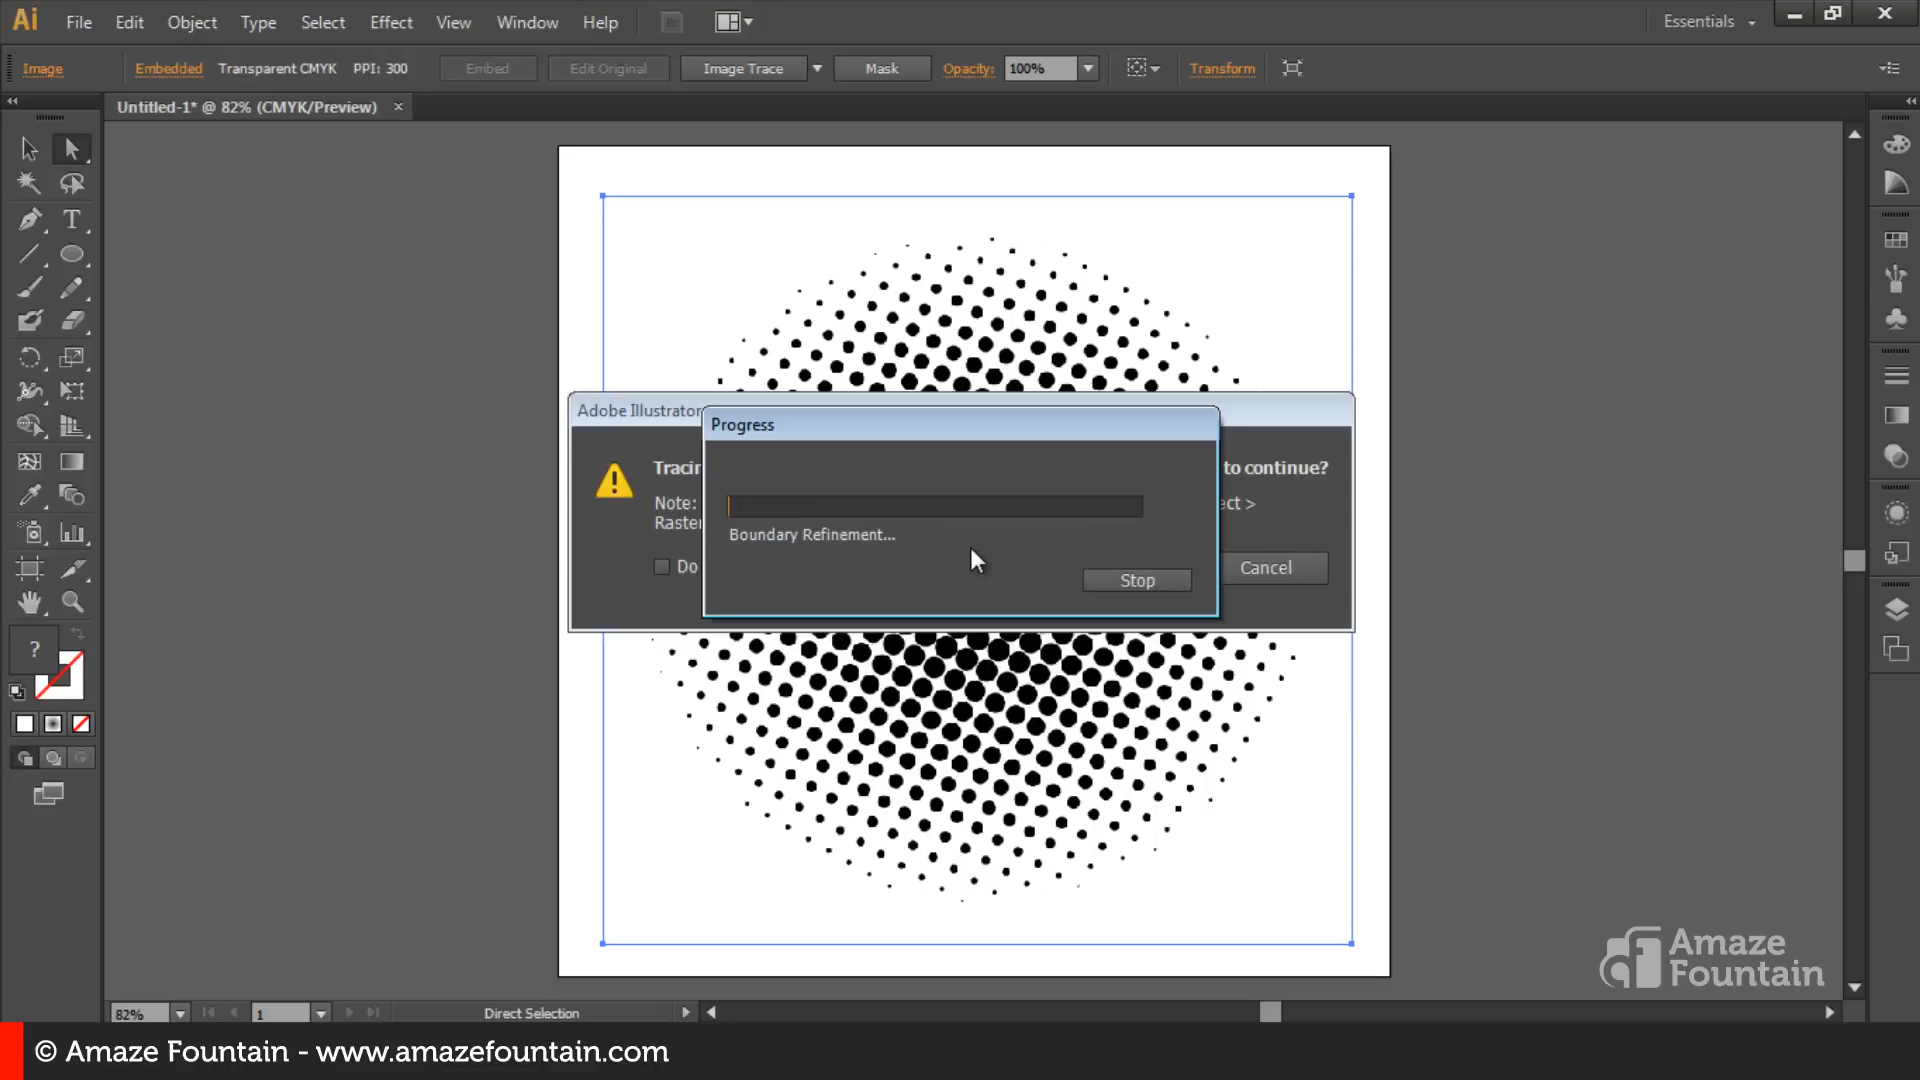 Ai File Edit Object Type Select Effect View Window Help Br Essentials
Image Embedded Transparent CMYK PPI: 300 Embed Edit Original Image Trace Mask Opacity: 100% Transform
Untitled-1* @ 82% (CMYK/Preview)
Adobe Illustrator
Progress
to continue?
Note:
ect >
Boundary Refinement...
Do
Stop
Cancel
T
?
Amaze
Fountain
82% 1 Direct Selection
© Amaze Fountain - www.amazefountain.com